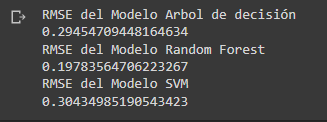 RMSE del Modelo Arbol de decisión
0.29454709448164634
RMSE del Modelo Random Forest
0.19783564706223267
RMSE del Modelo SVM
0.30434985190543423